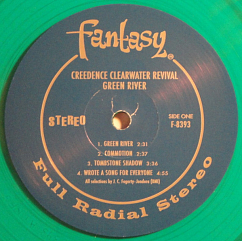 Fantasy®
CREEDENCE CLEARWATER REVIVAL
GREEN RIVER
STEREO
SIDE ONE
F-8393
1. GREEN RIVER 2:31
2. COMMOTION 2:37
3. TOMBSTONE SHADOW 3:36
4. WROTE A SONG FOR EVERYONE 4:55
All selections by J. C. Fogerty-Jondora (BMI)
Full Radial Stereo